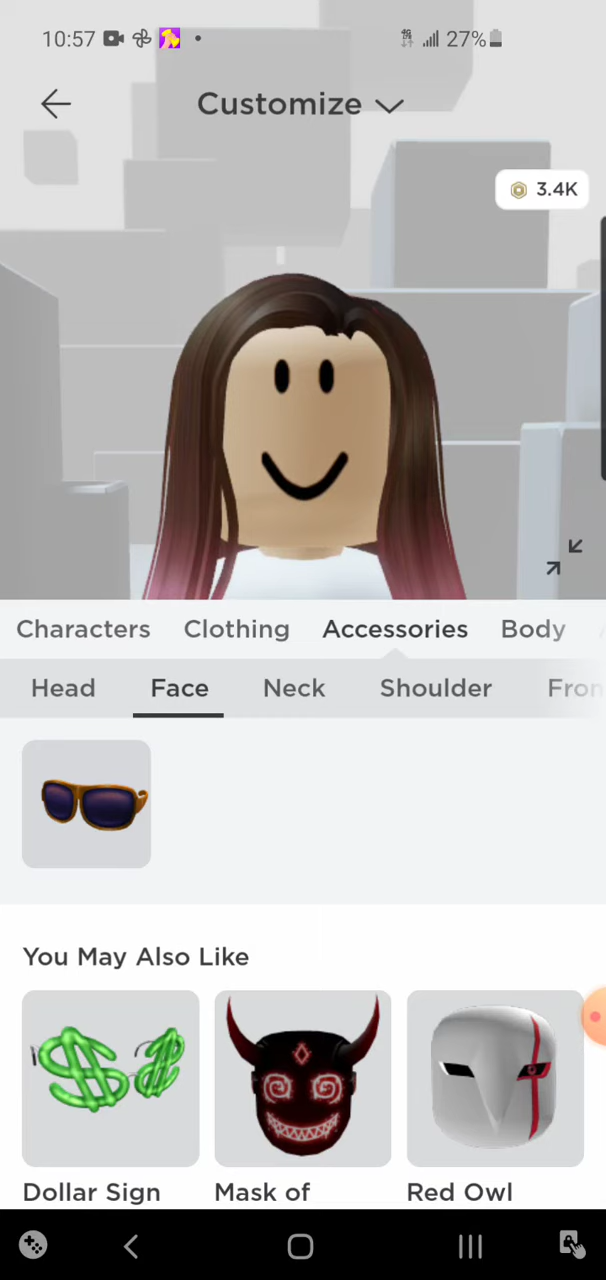 10:57 27%
Customize
3.4K
Characters Clothing Accessories Body
Head Face Neck Shoulder Fron
You May Also Like
Dollar Sign Mask of Red Owl